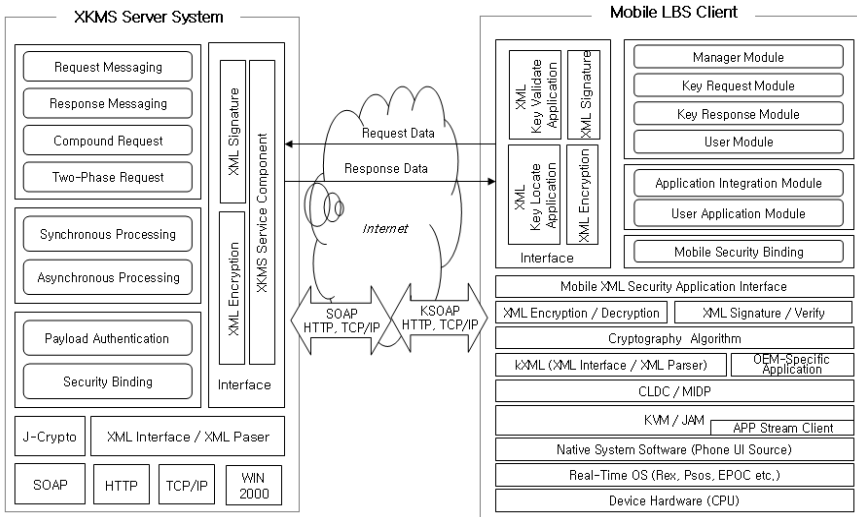 XKMS Server System
Request Messaging
Response Messaging
Compound Request
Two-Phase Request
Synchronous Processing
Asynchronous Processing
Payload Authentication
Security Binding
XML Signature
XML Encryption
XKMS Service Component
Interface
J-Crypto
XML Interface / XML Paser
SOAP
HTTP
TCP/IP
WIN
2000
Request Data
Response Data
Internet
SOAP
HTTP, TCP/IP
KSOAP
HTTP, TCP/IP
Mobile LBS Client
XML
Key Validate
Application
XML Signature
XML
Key Locate
Application
XML Encryption
Interface
Manager Module
Key Request Module
Key Response Module
User Module
Application Integration Module
User Application Module
Mobile Security Binding
Mobile XML Security Application Interface
XML Encryption / Decryption
XML Signature / Verify
Cryptography Algorithm
kXML (XML Interface / XML Parser)
OEM-Specific
Application
CLDC / MIDP
KVM / JAM
APP Stream Client
Native System Software (Phone UI Source)
Real-Time OS (Rex, Psos, EPOC etc.)
Device Hardware (CPU)